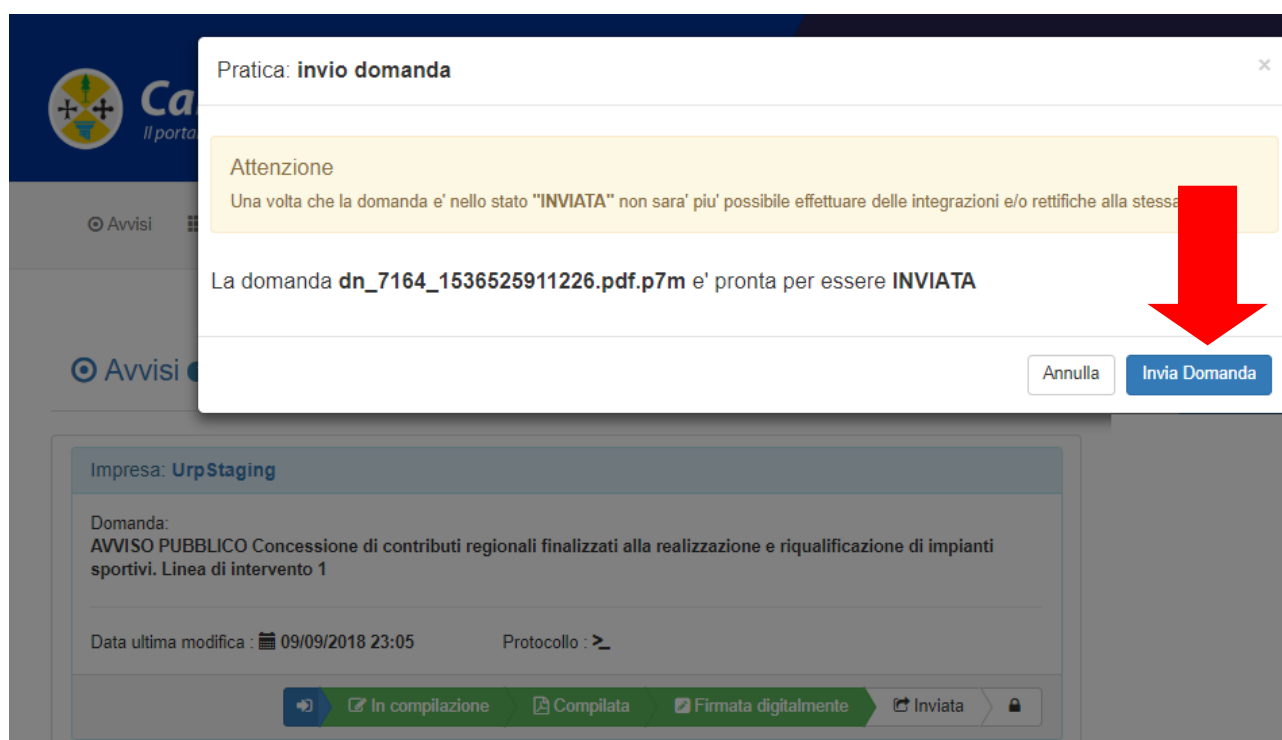 Pratica: invio domanda
×
Ca
Il porta
Attenzione
Una volta che la domanda e' nello stato "INVIATA" non sara' piu' possibile effettuare delle integrazioni e/o rettifiche alla stessa
Avvisi
La domanda dn_7164_1536525911226.pdf.p7m e' pronta per essere INVIATA
Annulla
Invia Domanda
Avvisi
Impresa: UrpStaging
Domanda:
AVVISO PUBBLICO Concessione di contributi regionali finalizzati alla realizzazione e riqualificazione di impianti
sportivi. Linea di intervento 1
Data ultima modifica : 09/09/2018 23:05
Protocollo : >_
In compilazione
Compilata
Firmata digitalmente
Inviata